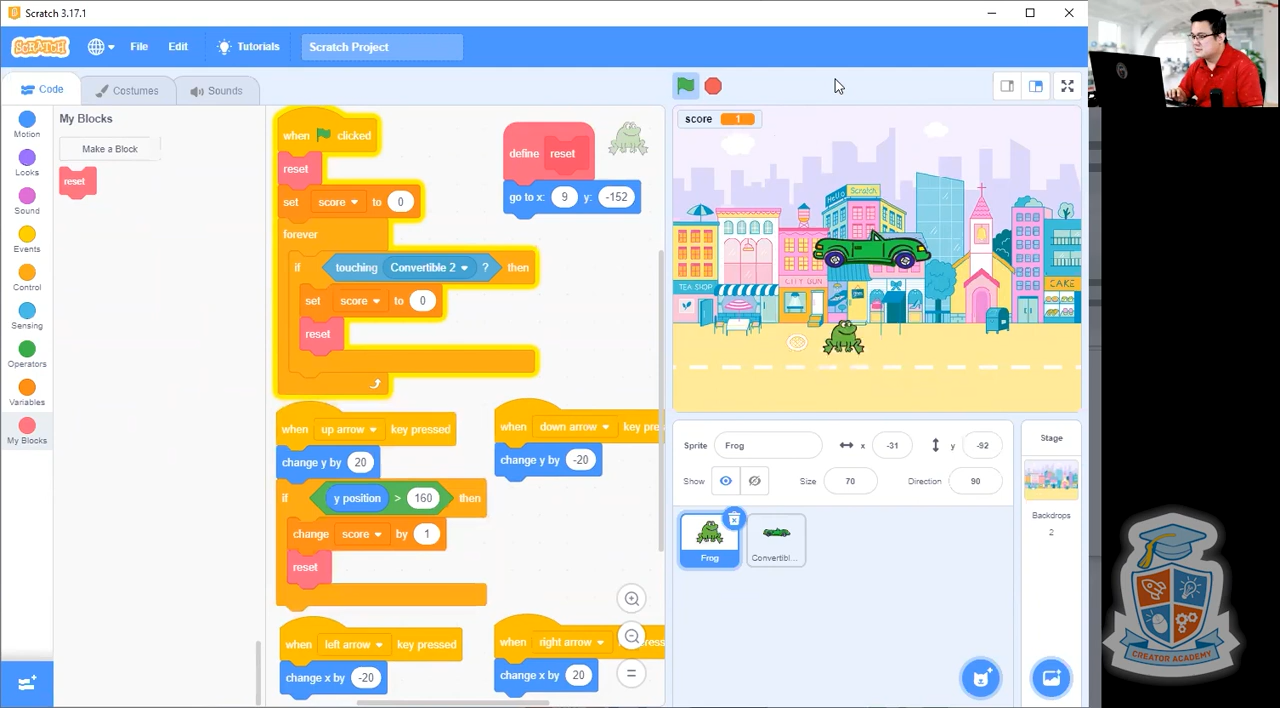 Scratch 3.17.1
SCRATCH
File
Edit
Tutorials
Scratch Project
Code
Costumes
Sounds
Motion
Looks
Sound
Events
Control
Sensing
Operators
Variables
My Blocks
My Blocks
Make a Block
reset
when clicked
reset
set score to 0
forever
if touching Convertible 2 ? then
set score to 0
reset
define reset
go to x: 9 y: -152
when up arrow key pressed
change y by 20
if y position > 160 then
change score by 1
reset
when down arrow key pre
change y by -20
when left arrow key pressed
change x by -20
when right arrow ress
change x by 20
score 1
Hello Scratch
TEA SHOP
CITY GUN
CAKE
Sprite Frog
x -31
y -92
Show
Size 70
Direction 90
Frog
Convertibl...
Stage
Backdrops
2
CREATOR ACADEMY